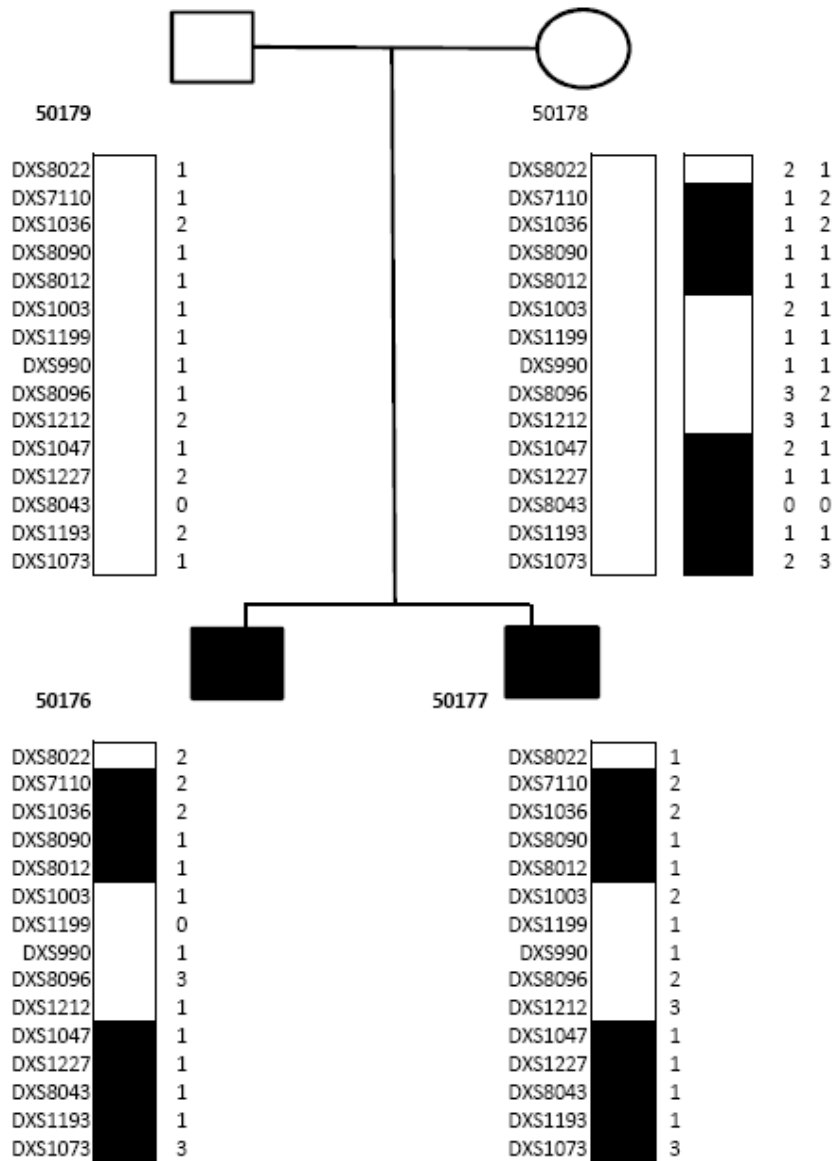 50179 50178
DXS8022 1 DXS8022 2 1
DXS7110 1 DXS7110 1 2
DXS1036 2 DXS1036 1 2
DXS8090 1 DXS8090 1 1
DXS8012 1 DXS8012 1 1
DXS1003 1 DXS1003 2 1
DXS1199 1 DXS1199 1 1
DXS990 1 DXS990 1 1
DXS8096 1 DXS8096 3 2
DXS1212 2 DXS1212 3 1
DXS1047 1 DXS1047 2 1
DXS1227 2 DXS1227 1 1
DXS8043 0 DXS8043 0 0
DXS1193 2 DXS1193 1 1
DXS1073 1 DXS1073 2 3
50176 50177
DXS8022 2 DXS8022 1
DXS7110 2 DXS7110 2
DXS1036 2 DXS1036 2
DXS8090 1 DXS8090 1
DXS8012 1 DXS8012 1
DXS1003 1 DXS1003 2
DXS1199 0 DXS1199 1
DXS990 1 DXS990 1
DXS8096 3 DXS8096 2
DXS1212 1 DXS1212 3
DXS1047 1 DXS1047 1
DXS1227 1 DXS1227 1
DXS8043 1 DXS8043 1
DXS1193 1 DXS1193 1
DXS1073 3 DXS1073 3